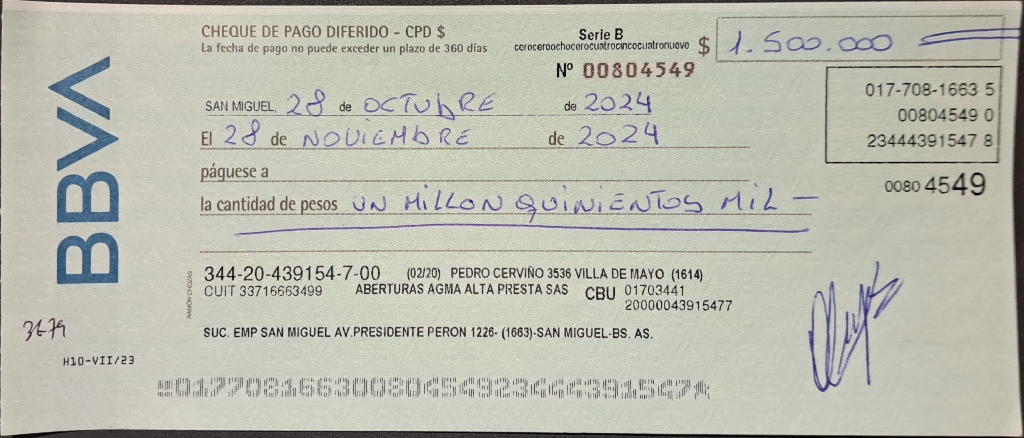 BBVA
CHEQUE DE PAGO DIFERIDO - CPD $
La fecha de pago no puede exceder un plazo de 360 días
Serie B
ceroceroochocerocuatrocincocuatronueve
$ 1.500.000
Nº 00804549
SAN MIGUEL, 28 de OCTUBRE de 2024
El 28 de NOVIEMBRE de 2024
017-708-1663 5
00804549 0
23444391547 8
páguese a
0080 4549
la cantidad de pesos UN MILLON QUINIENTOS MIL —
344-20-439154-7-00 (02/20) PEDRO CERVIÑO 3536 VILLA DE MAYO (1614)
CUIT 33716663499 ABERTURAS AGMA ALTA PRESTA SAS CBU 01703441
20000043915477
RAMÓN CHOZAS
SUC. EMP SAN MIGUEL AV.PRESIDENTE PERON 1226- (1663)-SAN MIGUEL-BS. AS.
H10-VII/23